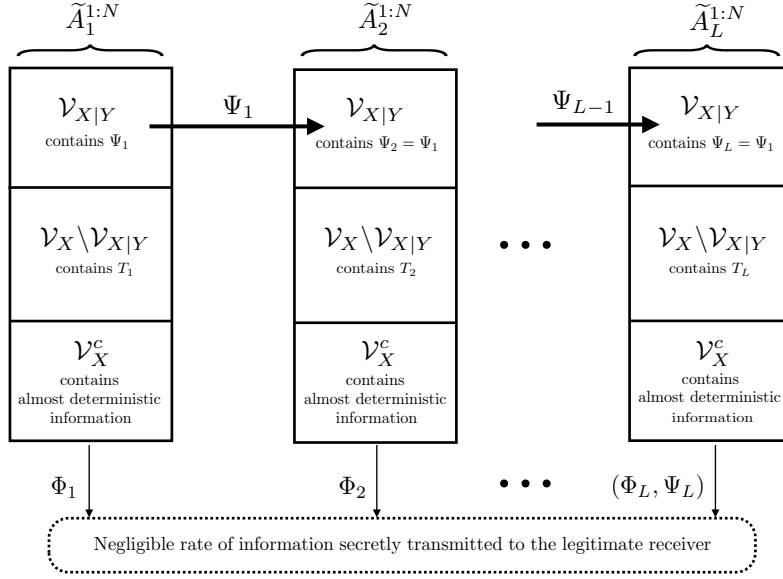 Ã_1^{1:N} Ã_2^{1:N} Ã_L^{1:N}
𝒱_{X|Y} Ψ_1 𝒱_{X|Y} Ψ_{L−1} 𝒱_{X|Y}
contains Ψ_1 contains Ψ_2 = Ψ_1 contains Ψ_L = Ψ_1
𝒱_X\𝒱_{X|Y} 𝒱_X\𝒱_{X|Y} • • • 𝒱_X\𝒱_{X|Y}
contains T_1 contains T_2 contains T_L
𝒱_X^c 𝒱_X^c 𝒱_X^c
contains contains contains
almost deterministic almost deterministic almost deterministic
information information information
Φ_1 Φ_2 • • • (Φ_L, Ψ_L)
Negligible rate of information secretly transmitted to the legitimate receiver